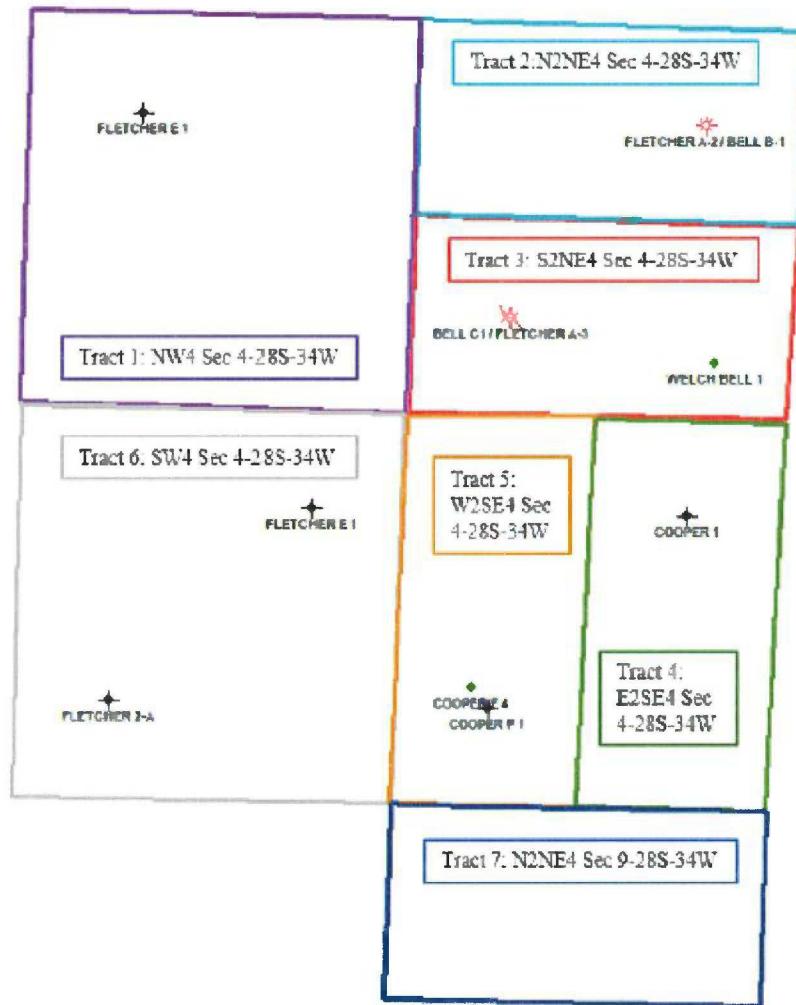 Tract 2:N2NE4 Sec 4-28S-34W
FLETCHER E 1
FLETCHER A-2 / BELL B-1
Tract 3: S2NE4 Sec 4-28S-34W
BELL C1 / FLETCHER A-3
Tract 1: NW4 Sec 4-28S-34W
WELCH BELL 1
Tract 6: SW4 Sec 4-28S-34W
Tract 5:
W2SE4 Sec
4-28S-34W
FLETCHER E 1
COOPER 1
Tract 4:
E2SE4 Sec
4-28S-34W
FLETCHER 2-A
COOPER 
COOPER F 1
Tract 7: N2NE4 Sec 9-28S-34W